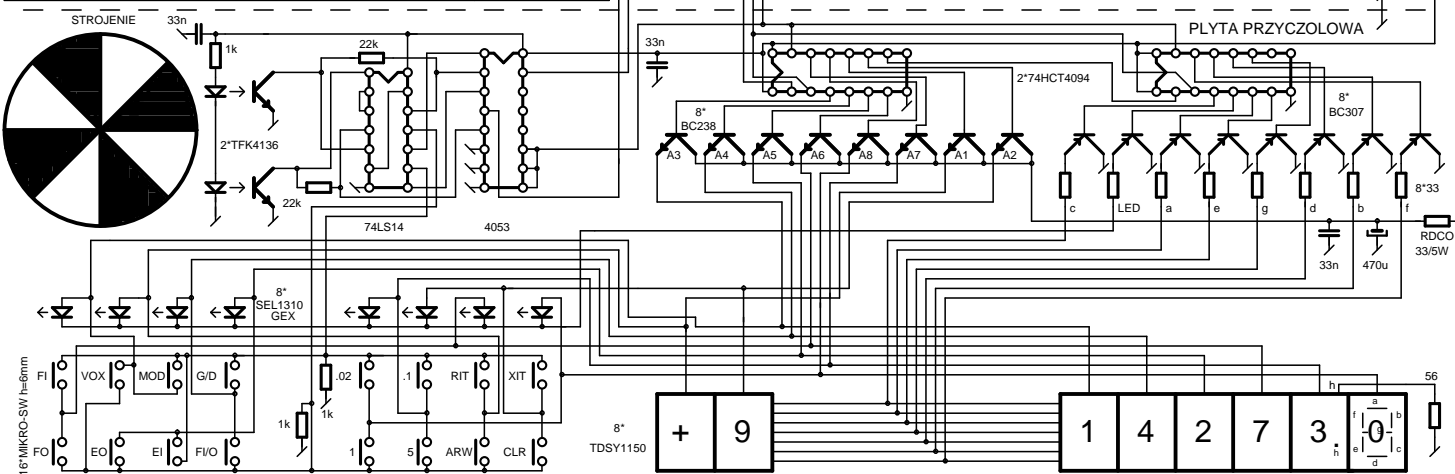 STROJENIE
33n
1k
22k
2*TFK4136
22k
74LS14
4053
33n
8*
BC238
A3
A4
A5
A6
A8
A7
A1
A2
2*74HCT4094
PLYTA PRZYCZOLOWA
8*
BC307
8*33
c
LED
a
e
g
d
b
f
33n
470u
RDCO
33/5W
8*
SEL1310
GEX
16*MIKRO-SW h=6mm
FI
VOX
MOD
G/D
.02
.1
RIT
XIT
1k
1k
FO
EO
EI
FI/O
1
5
ARW
CLR
8*
TDSY1150
+
9
1
4
2
7
3.
h
h
0
a
f
b
g
e
c
d
56